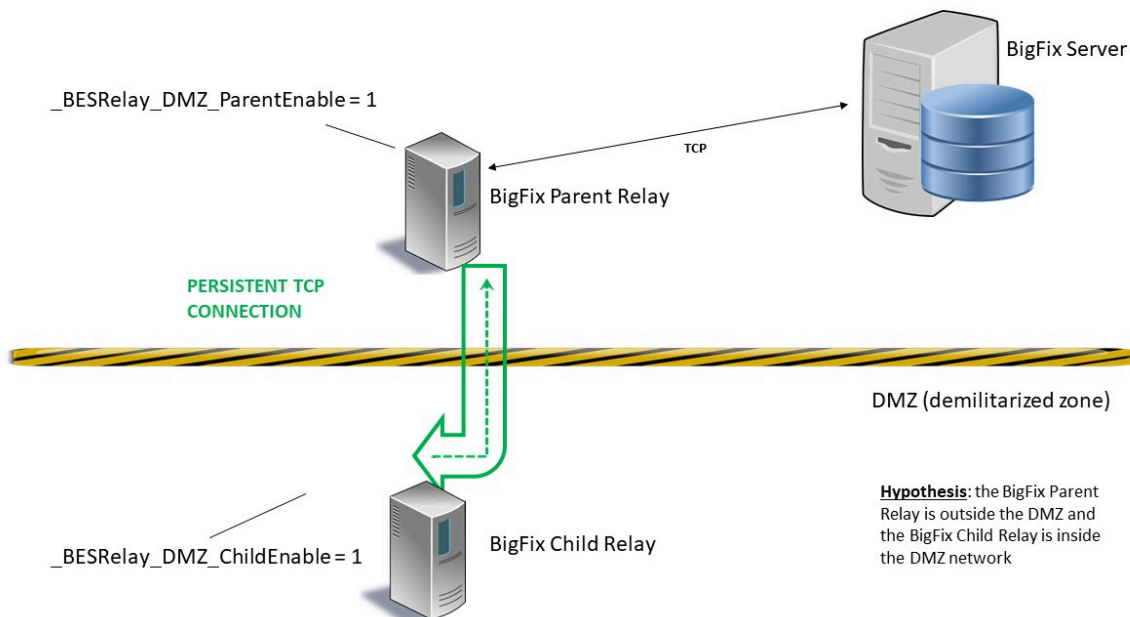 BigFix Server
_BESRelay_DMZ_ParentEnable = 1
TCP
BigFix Parent Relay
PERSISTENT TCP
CONNECTION
DMZ (demilitarized zone)
Hypothesis: the BigFix Parent
Relay is outside the DMZ and
the BigFix Child Relay is inside
the DMZ network
BigFix Child Relay
_BESRelay_DMZ_ChildEnable = 1